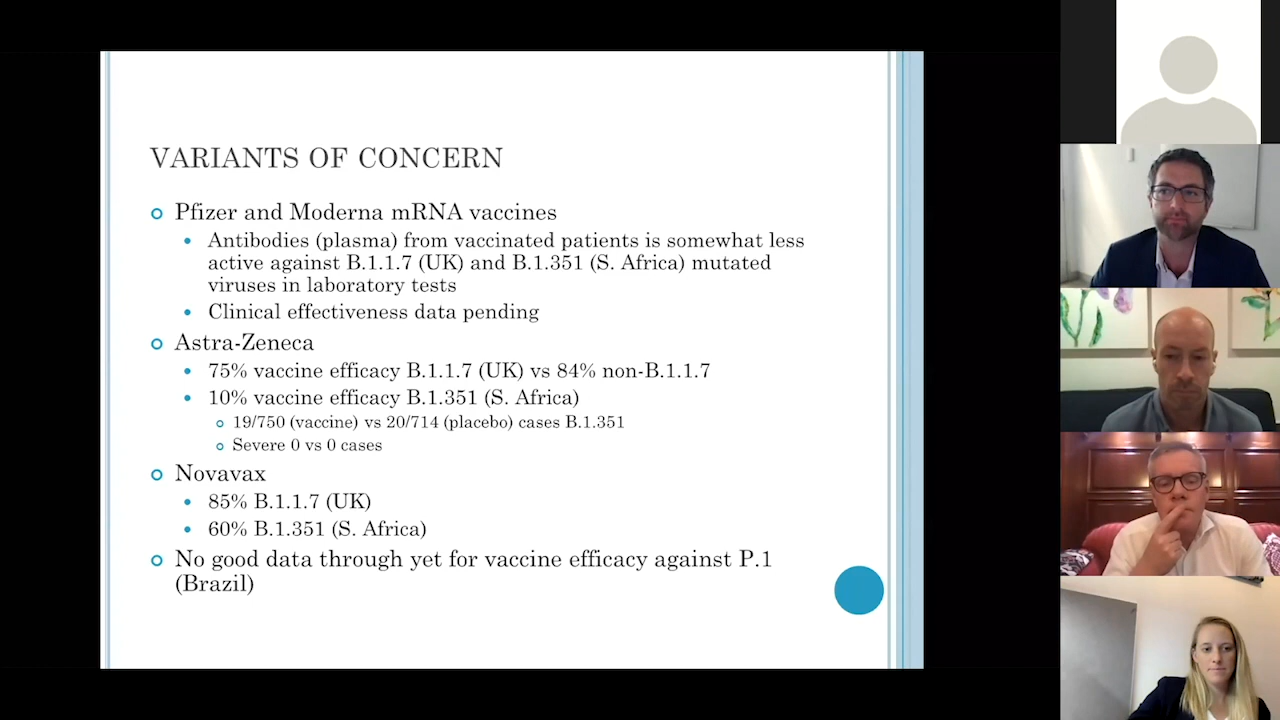 VARIANTS OF CONCERN
Pfizer and Moderna mRNA vaccines
Antibodies (plasma) from vaccinated patients is somewhat less
active against B.1.1.7 (UK) and B.1.351 (S. Africa) mutated
viruses in laboratory tests
Clinical effectiveness data pending
Astra-Zeneca
75% vaccine efficacy B.1.1.7 (UK) vs 84% non-B.1.1.7
10% vaccine efficacy B.1.351 (S. Africa)
19/750 (vaccine) vs 20/714 (placebo) cases B.1.351
Severe 0 vs 0 cases
Novavax
85% B.1.1.7 (UK)
60% B.1.351 (S. Africa)
No good data through yet for vaccine efficacy against P.1
(Brazil)